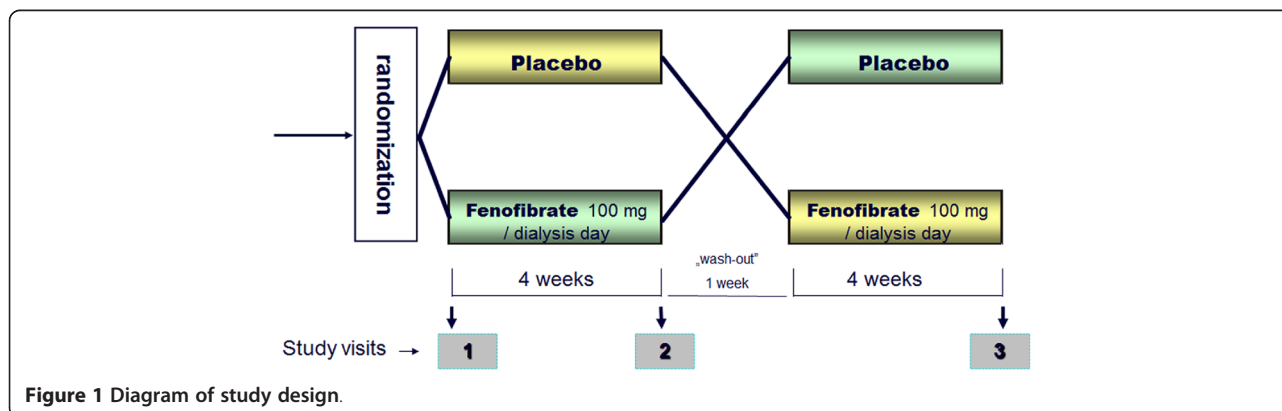 randomization
Placebo
Placebo
Fenofibrate 100 mg
/ dialysis day
Fenofibrate 100 mg
/ dialysis day
4 weeks
„wash-out”
1 week
4 weeks
Study visits →
1
2
3
Figure 1 Diagram of study design.